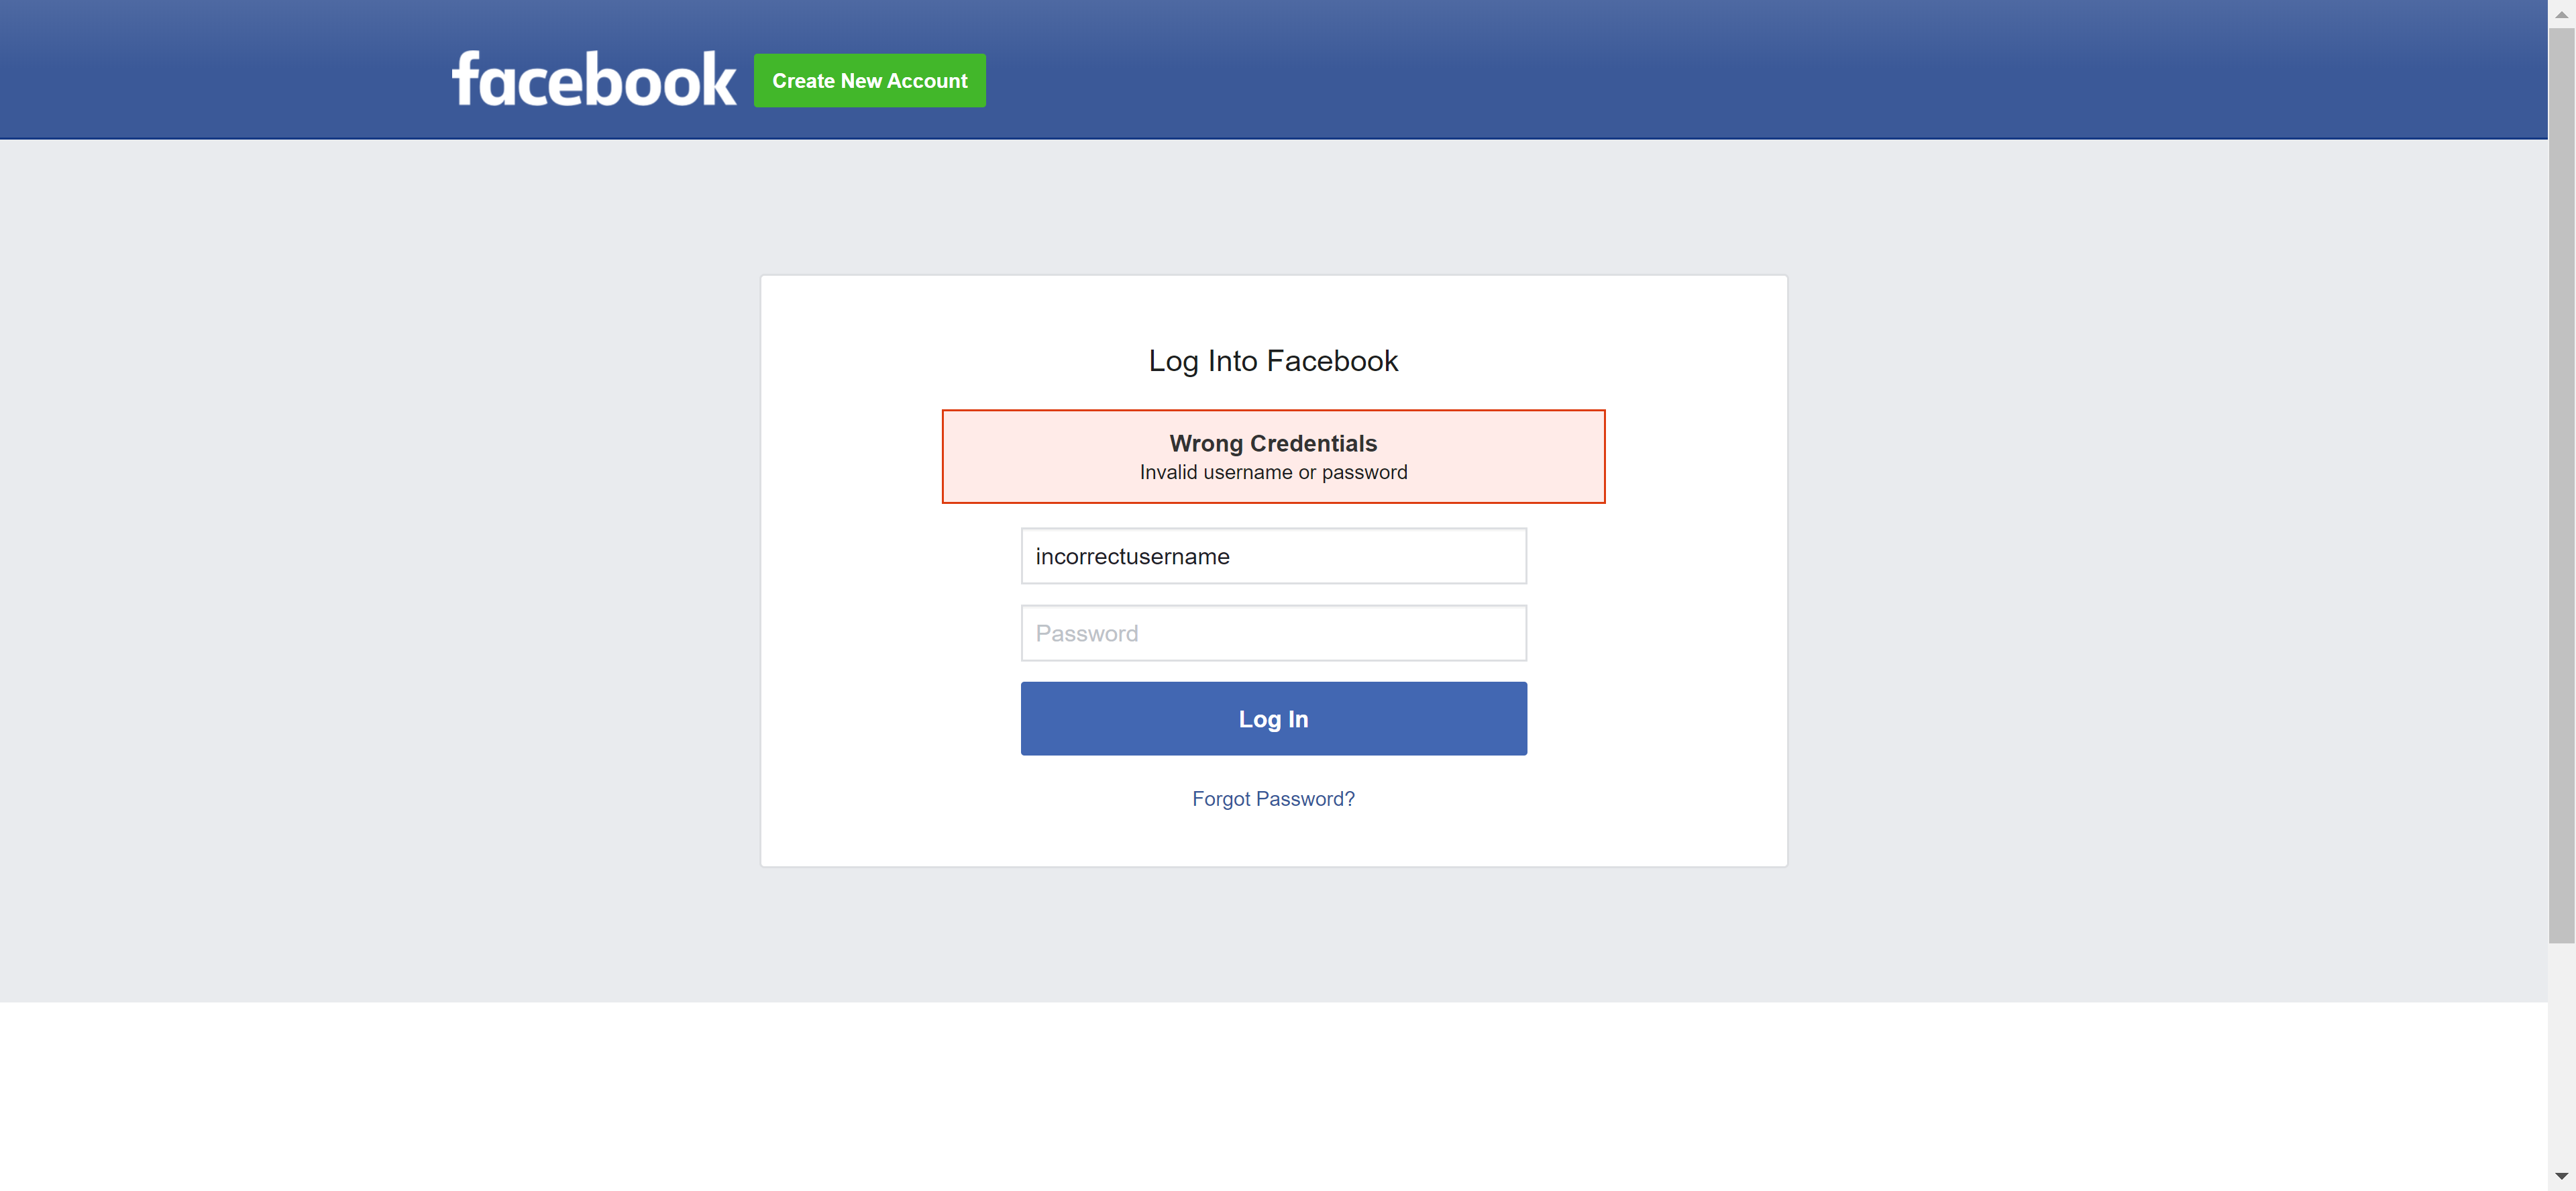 facebook
Create New Account
Log Into Facebook
Wrong Credentials
Invalid username or password
incorrectusername
Password
Log In
Forgot Password?